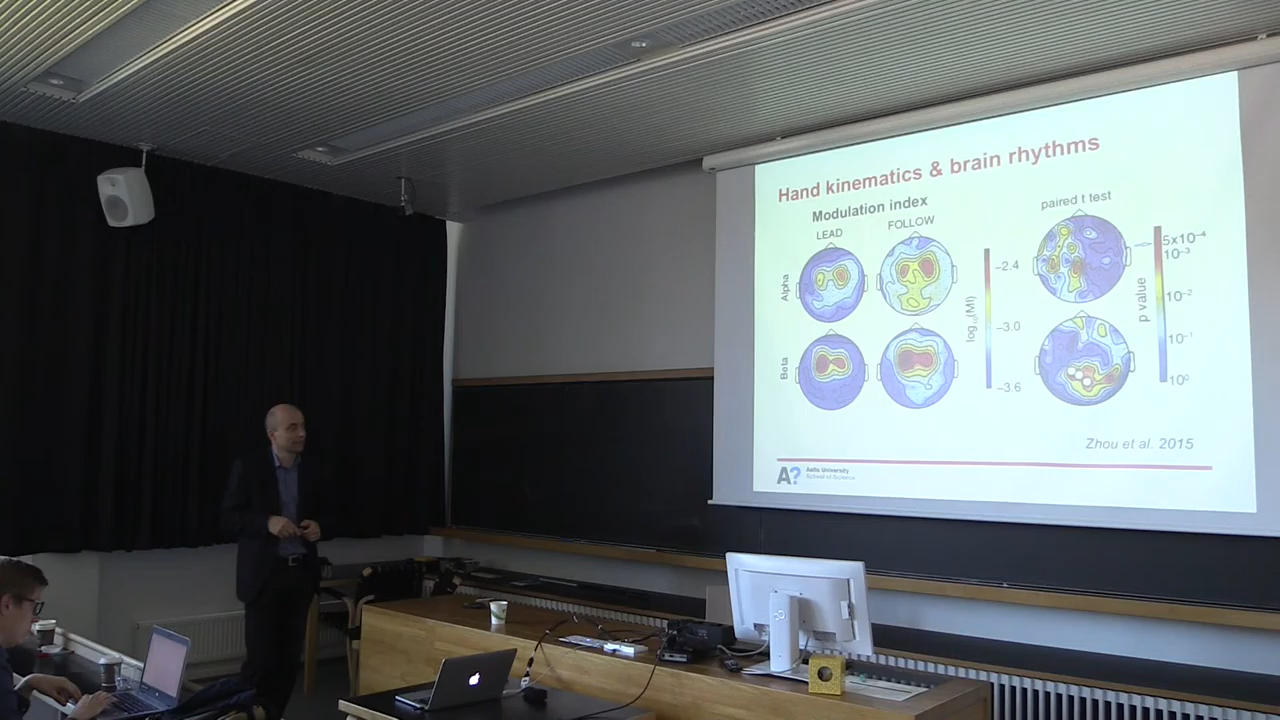 Hand kinematics & brain rhythms
Modulation index
LEAD
FOLLOW
paired t test
Alpha
Beta
−2.4
−3.0
−3.6
log₁₀(MI)
5x10⁻⁴
10⁻³
10⁻²
10⁻¹
10⁰
p value
Zhou et al. 2015
A?
Aalto University
School of Science